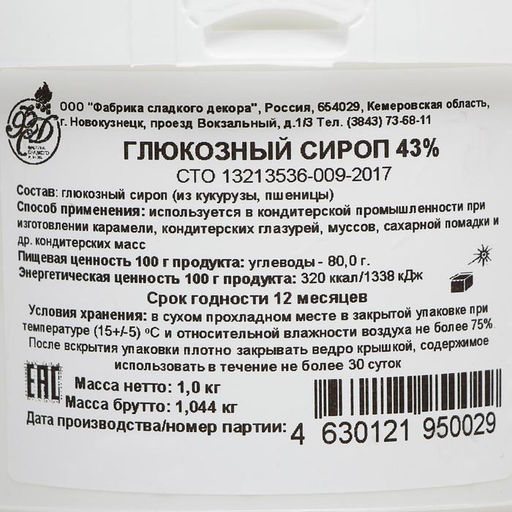 ООО "Фабрика сладкого декора", Россия, 654029, Кемеровская область,
г. Новокузнецк, проезд Вокзальный, д.1/3 Тел. (3843) 73-68-11
ГЛЮКОЗНЫЙ СИРОП 43%
СТО 13213536-009-2017
Состав: глюкозный сироп (из кукурузы, пшеницы)
Способ применения: используется в кондитерской промышленности при
изготовлении карамели, кондитерских глазурей, муссов, сахарной помадки и
др. кондитерских масс
Пищевая ценность 100 г продукта: углеводы - 80,0 г.
Энергетическая ценность 100 г продукта: 320 ккал/1338 кДж
Срок годности 12 месяцев
Условия хранения: в сухом прохладном месте в закрытой упаковке при
температуре (15+/-5) ºС и относительной влажности воздуха не более 75%.
После вскрытия упаковки плотно закрывать ведро крышкой, содержимое
использовать в течение не более 30 суток
ЕАС
Масса нетто: 1,0 кг
Масса брутто: 1,044 кг
Дата производства/номер партии:
4 630121 950029